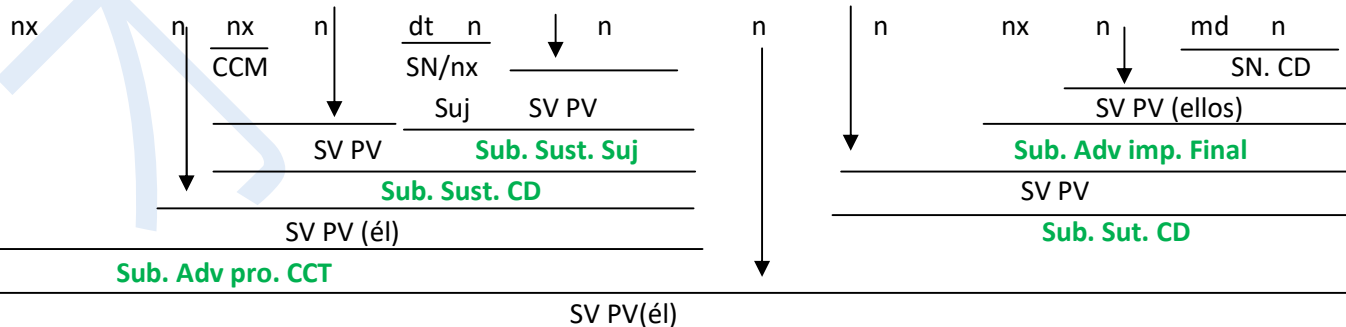 nx n nx n dt n n n n nx n md n
CCM SN/nx SN. CD
Suj SV PV SV PV (ellos)
SV PV Sub. Sust. Suj Sub. Adv imp. Final
Sub. Sust. CD SV PV
SV PV (él) Sub. Sut. CD
Sub. Adv pro. CCT
SV PV(él)